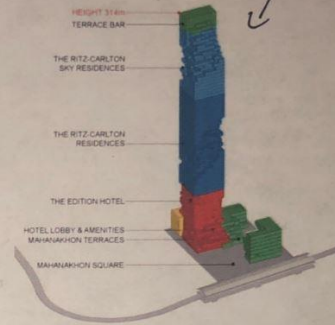 HEIGHT 314m
TERRACE BAR
THE RITZ-CARLTON
SKY RESIDENCES
THE RITZ-CARLTON
RESIDENCES
THE EDITION HOTEL
HOTEL LOBBY & AMENITIES
MAHANAKHON TERRACES
MAHANAKHON SQUARE